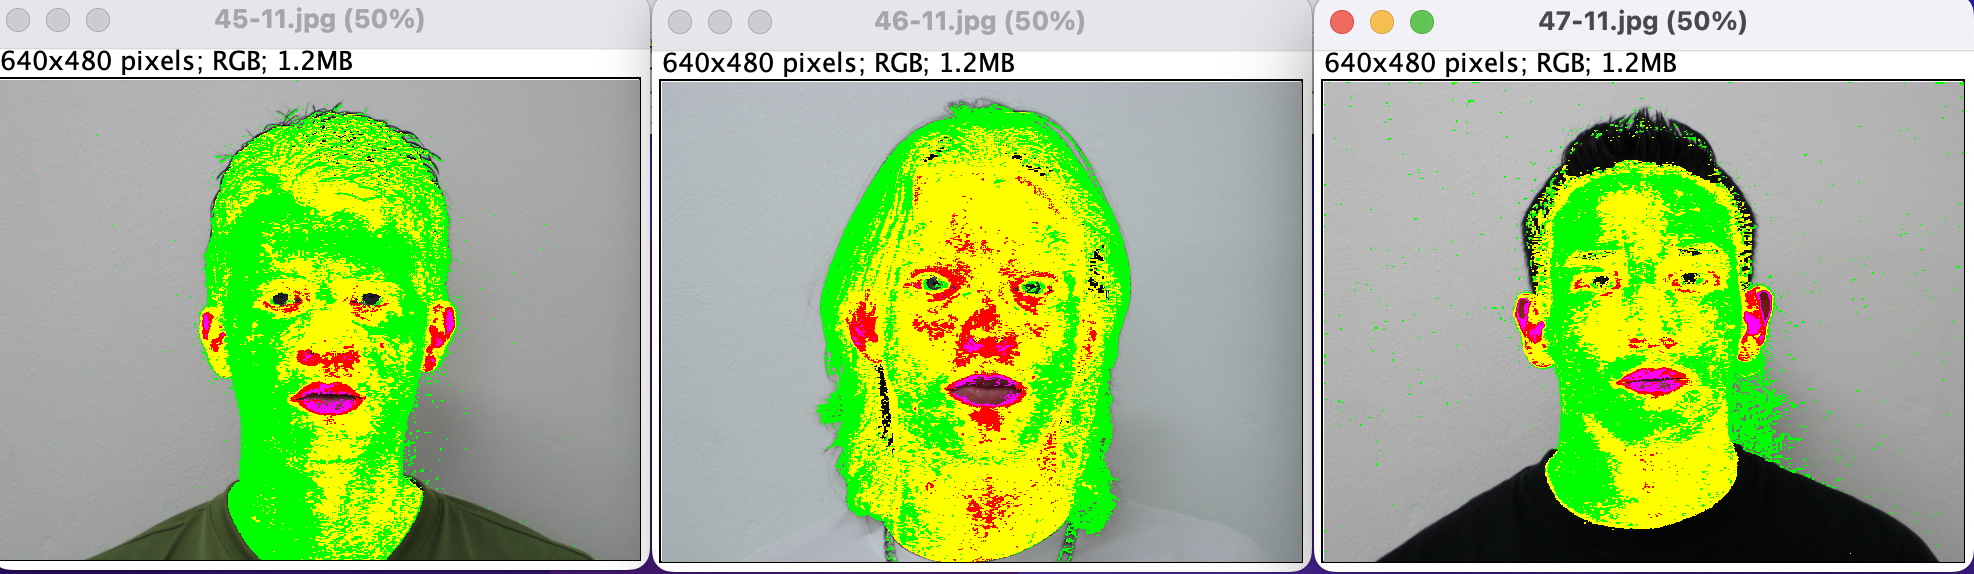 45-11.jpg (50%)
640x480 pixels; RGB; 1.2MB
46-11.jpg (50%)
640x480 pixels; RGB; 1.2MB
47-11.jpg (50%)
640x480 pixels; RGB; 1.2MB